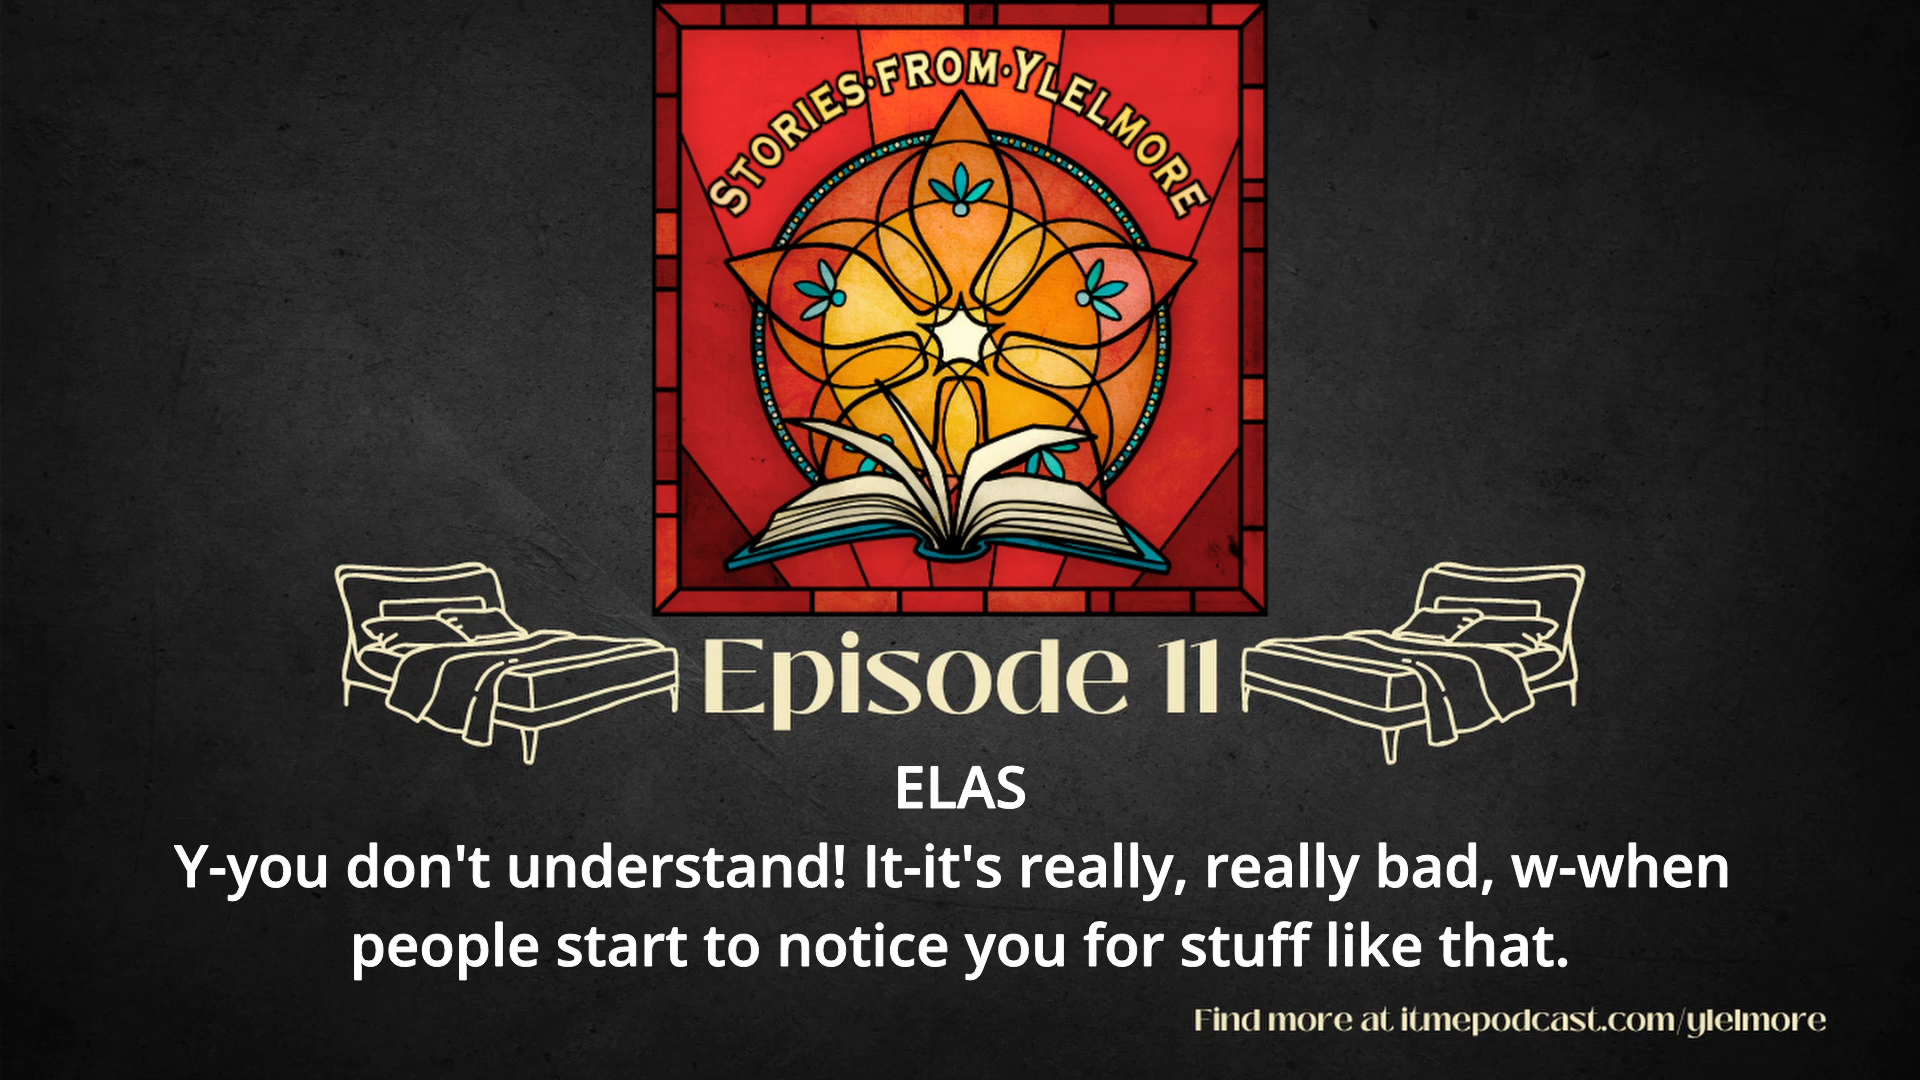 STORIES·FROM·YLELMORE
Episode 11
ELAS
Y-you don't understand! It-it's really, really bad, w-when
people start to notice you for stuff like that.
Find more at itmepodcast.com/ylelmore